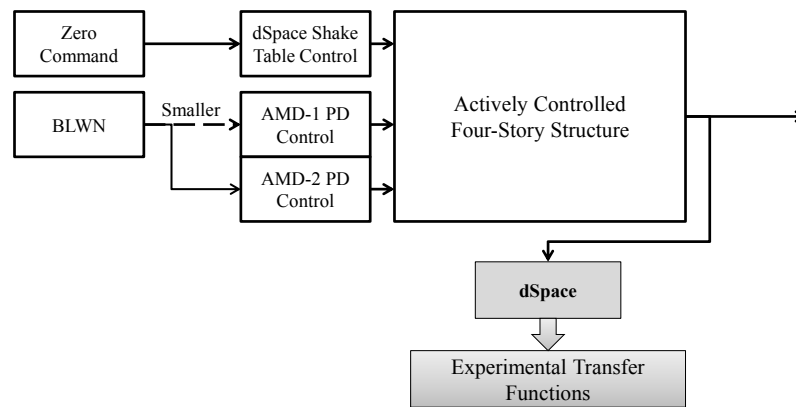 Zero
Command
dSpace Shake
Table Control
BLWN
Smaller
AMD-1 PD
Control
AMD-2 PD
Control
Actively Controlled
Four-Story Structure
dSpace
Experimental Transfer
Functions